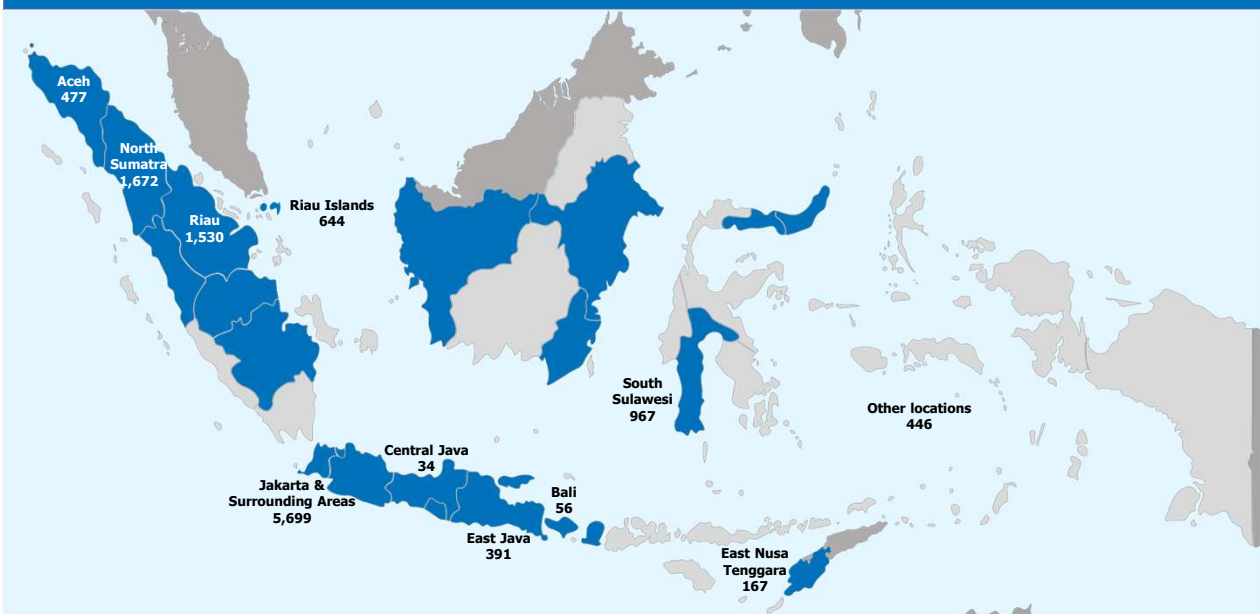 Aceh
477
North
Sumatra
1,672
Riau
1,530
Riau Islands
644
South
Sulawesi
967
Other locations
446
Central Java
34
Jakarta &
Surrounding Areas
5,699
Bali
56
East Java
391
East Nusa
Tenggara
167